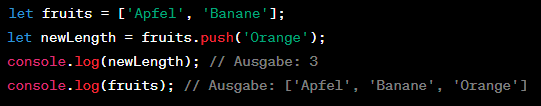 let fruits = ['Apfel', 'Banane'];
let newLength = fruits.push('Orange');
console.log(newLength); // Ausgabe: 3
console.log(fruits); // Ausgabe: ['Apfel', 'Banane', 'Orange']